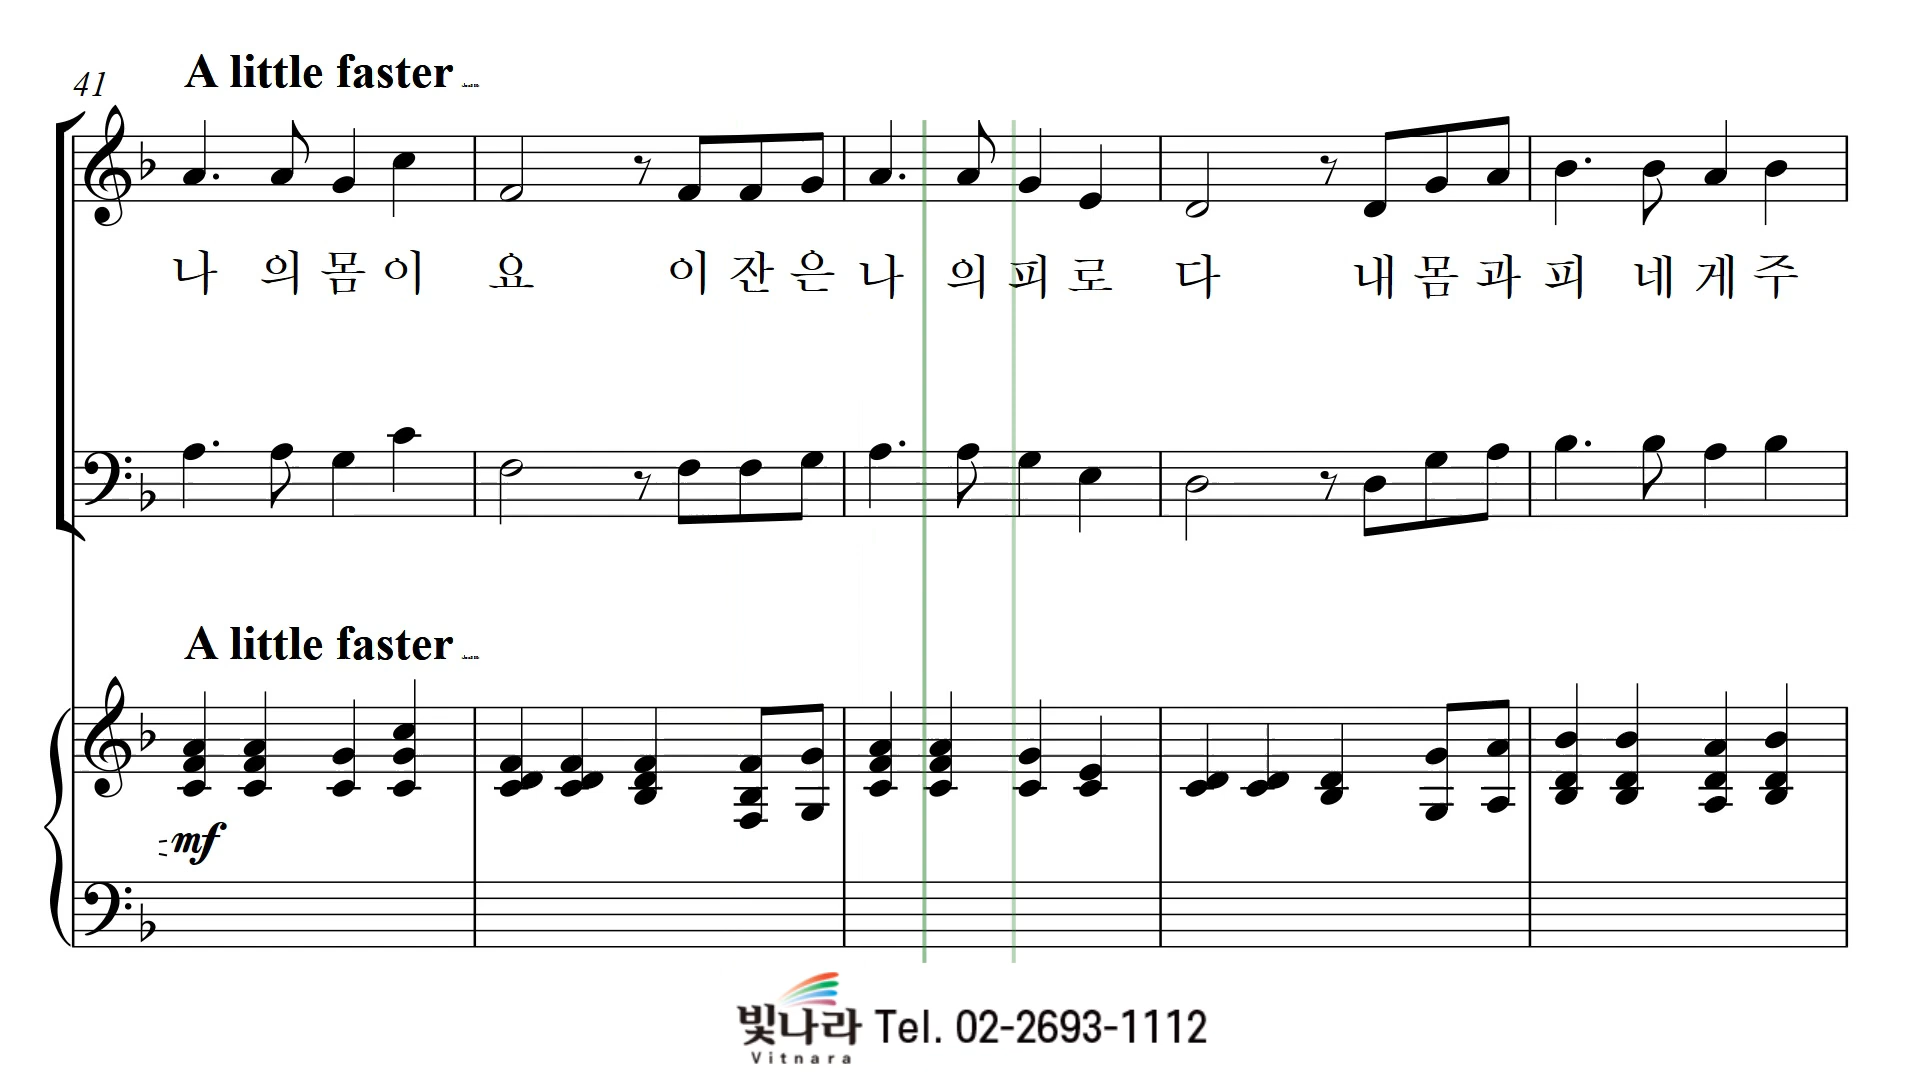 41
A little faster
나 의 몸 이 요 이 잔 은 나 의 피 로 다 내 몸 과 피 네 게 주
A little faster
mf
빛나라 Tel. 02-2693-1112
Vitnara